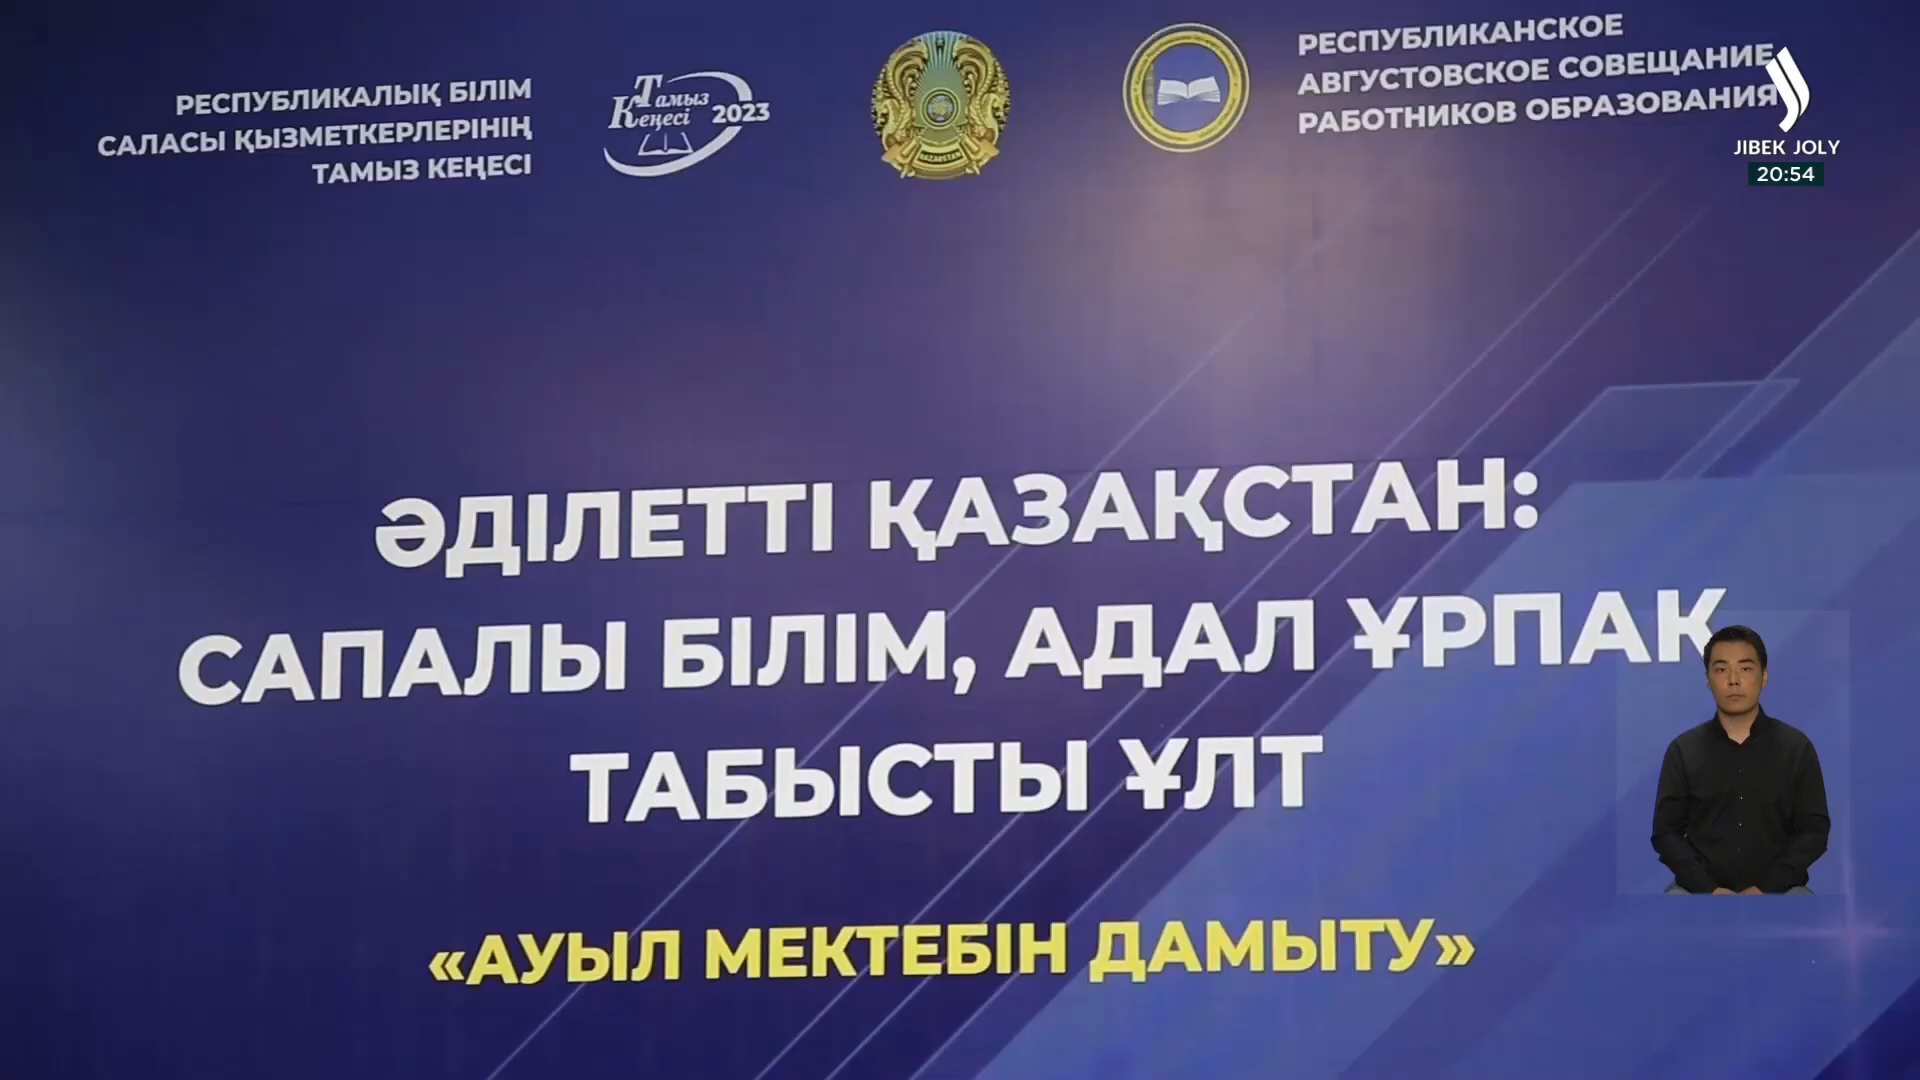 РЕСПУБЛИКАЛЫҚ БІЛІМ
САЛАСЫ ҚЫЗМЕТКЕРЛЕРІНІҢ
ТАМЫЗ КЕҢЕСІ
Тамыз
Кеңесі 2023
KAZAKSTAN
РЕСПУБЛИКАНСКОЕ
АВГУСТОВСКОЕ СОВЕЩАНИЕ
РАБОТНИКОВ ОБРАЗОВАНИЯ
JIBEK JOLY
20:54
ӘДІЛЕТТІ ҚАЗАҚСТАН:
САПАЛЫ БІЛІМ, АДАЛ ҰРПАҚ
ТАБЫСТЫ ҰЛТ
«АУЫЛ МЕКТЕБІН ДАМЫТУ»